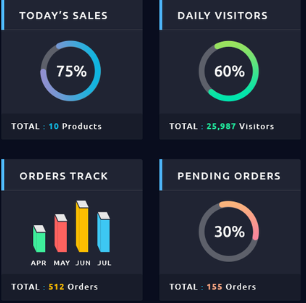 TODAY'S SALES
75%
TOTAL : 10 Products
DAILY VISITORS
60%
TOTAL : 25,987 Visitors
ORDERS TRACK
APR MAY JUN JUL
TOTAL : 512 Orders
PENDING ORDERS
30%
TOTAL : 155 Orders